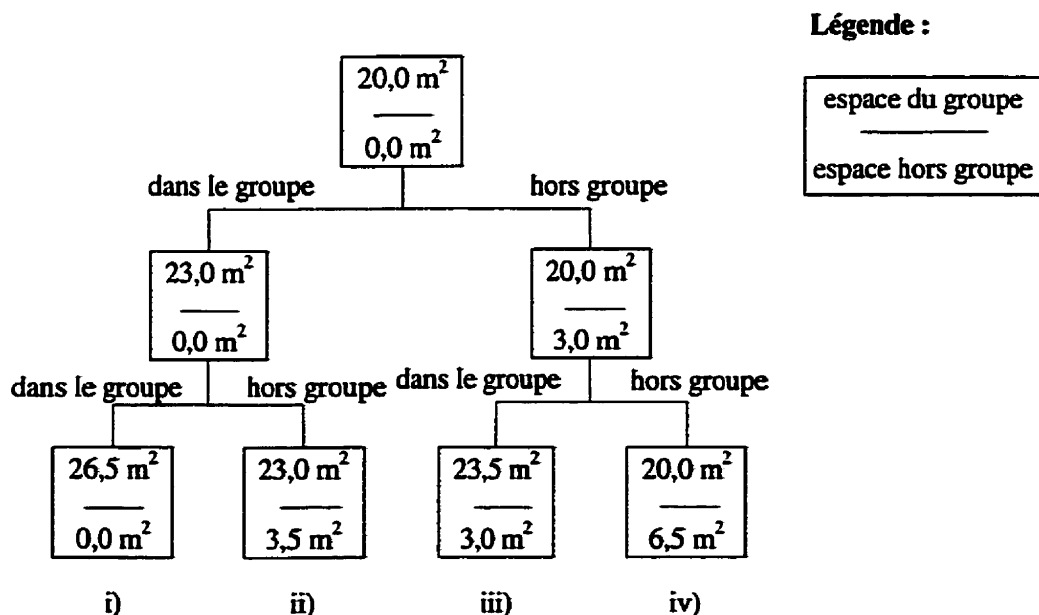 Légende :
espace du groupe
espace hors groupe
20,0 m²
0,0 m²
dans le groupe
hors groupe
23,0 m²
0,0 m²
20,0 m²
3,0 m²
dans le groupe
hors groupe
dans le groupe
hors groupe
26,5 m²
0,0 m²
23,0 m²
3,5 m²
23,5 m²
3,0 m²
20,0 m²
6,5 m²
i)
ii)
iii)
iv)